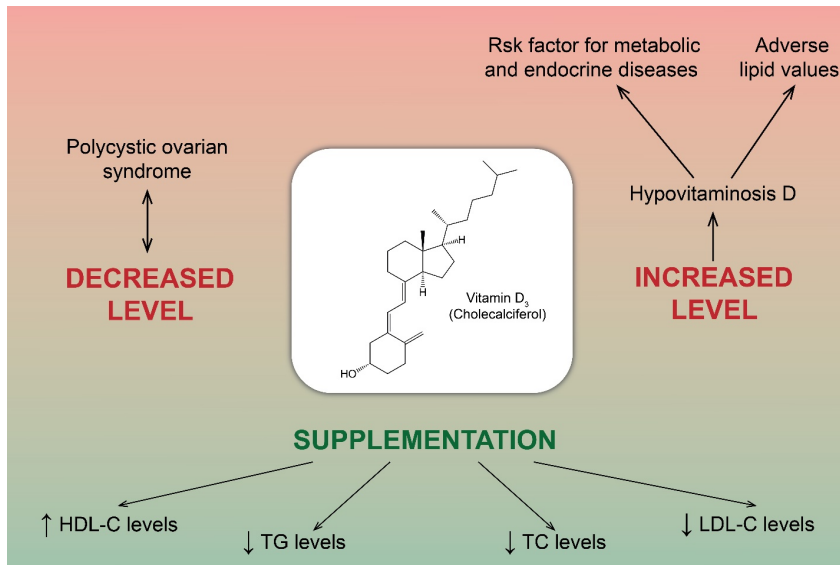 Rsk factor for metabolic
and endocrine diseases
Adverse
lipid values
Polycystic ovarian
syndrome
Hypovitaminosis D
DECREASED
LEVEL
INCREASED
LEVEL
H
H
Vitamin D₃
(Cholecalciferol)
HO
SUPPLEMENTATION
↑ HDL-C levels
↓ TG levels
↓ TC levels
↓ LDL-C levels